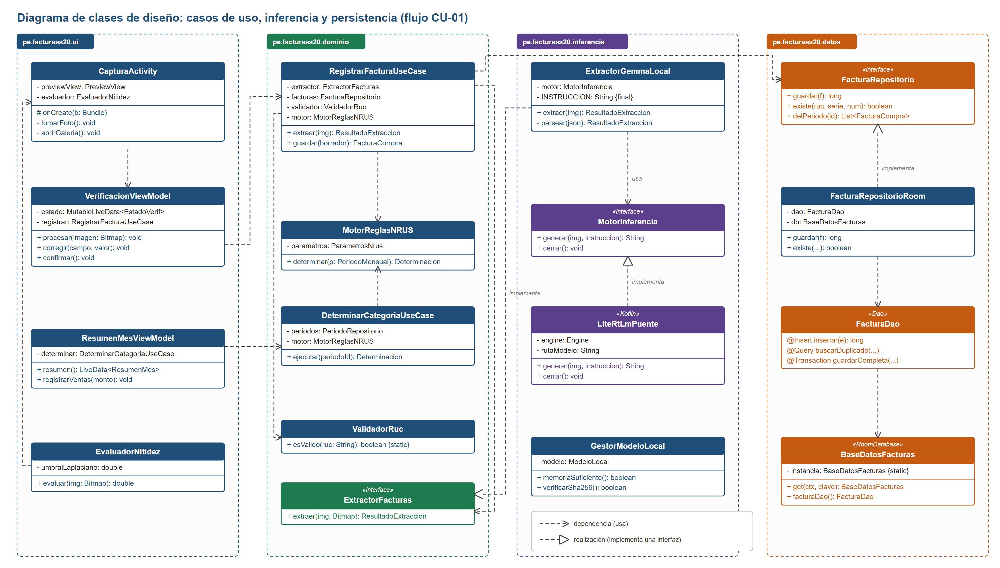 Diagrama de clases de diseño: casos de uso, inferencia y persistencia (flujo CU-01)
pe.facturass20.ui
CapturaActivity
- previewView: PreviewView
- evaluador: EvaluadorNitidez
# onCreate(b: Bundle)
- tomarFoto(): void
- abrirGaleria(): void
VerificacionViewModel
- estado: MutableLiveData<EstadoVerif>
- registrar: RegistrarFacturaUseCase
+ procesar(imagen: Bitmap): void
+ corregir(campo, valor): void
+ confirmar(): void
ResumenMesViewModel
- determinar: DeterminarCategoriaUseCase
+ resumen(): LiveData<ResumenMes>
+ registrarVentas(monto): void
EvaluadorNitidez
- umbralLaplaciano: double
+ evaluar(img: Bitmap): double
pe.facturass20.dominio
RegistrarFacturaUseCase
- extractor: ExtractorFacturas
- facturas: FacturaRepositorio
- validador: ValidadorRuc
- motor: MotorReglasNRUS
+ extraer(img): ResultadoExtraccion
+ guardar(borrador): FacturaCompra
MotorReglasNRUS
- parametros: ParametrosNrus
+ determinar(p: PeriodoMensual): Determinacion
DeterminarCategoriaUseCase
- periodos: PeriodoRepositorio
- motor: MotorReglasNRUS
+ ejecutar(periodoId): Determinacion
ValidadorRuc
+ esValido(ruc: String): boolean {static}
«interface»
ExtractorFacturas
+ extraer(img: Bitmap): ResultadoExtraccion
implementa
pe.facturass20.inferencia
ExtractorGemmaLocal
- motor: MotorInferencia
- INSTRUCCION: String {final}
+ extraer(img): ResultadoExtraccion
- parsear(json): ResultadoExtraccion
usa
«interface»
MotorInferencia
+ generar(img, instruccion): String
+ cerrar(): void
implementa
«Kotlin»
LiteRtLmPuente
- engine: Engine
- rutaModelo: String
+ generar(img, instruccion): String
+ cerrar(): void
GestorModeloLocal
- modelo: ModeloLocal
+ memoriaSuficiente(): boolean
+ verificarSha256(): boolean
dependencia (usa)
realización (implementa una interfaz)
pe.facturass20.datos
«interface»
FacturaRepositorio
+ guardar(f): long
+ existe(ruc, serie, num): boolean
+ delPeriodo(id): List<FacturaCompra>
implementa
FacturaRepositorioRoom
- dao: FacturaDao
- db: BaseDatosFacturas
+ guardar(f): long
+ existe(...): boolean
«Dao»
FacturaDao
@Insert insertar(e): long
@Query buscarDuplicado(...)
@Transaction guardarCompleta(...)
«RoomDatabase»
BaseDatosFacturas
- instancia: BaseDatosFacturas {static}
+ get(ctx, clave): BaseDatosFacturas
+ facturaDao(): FacturaDao